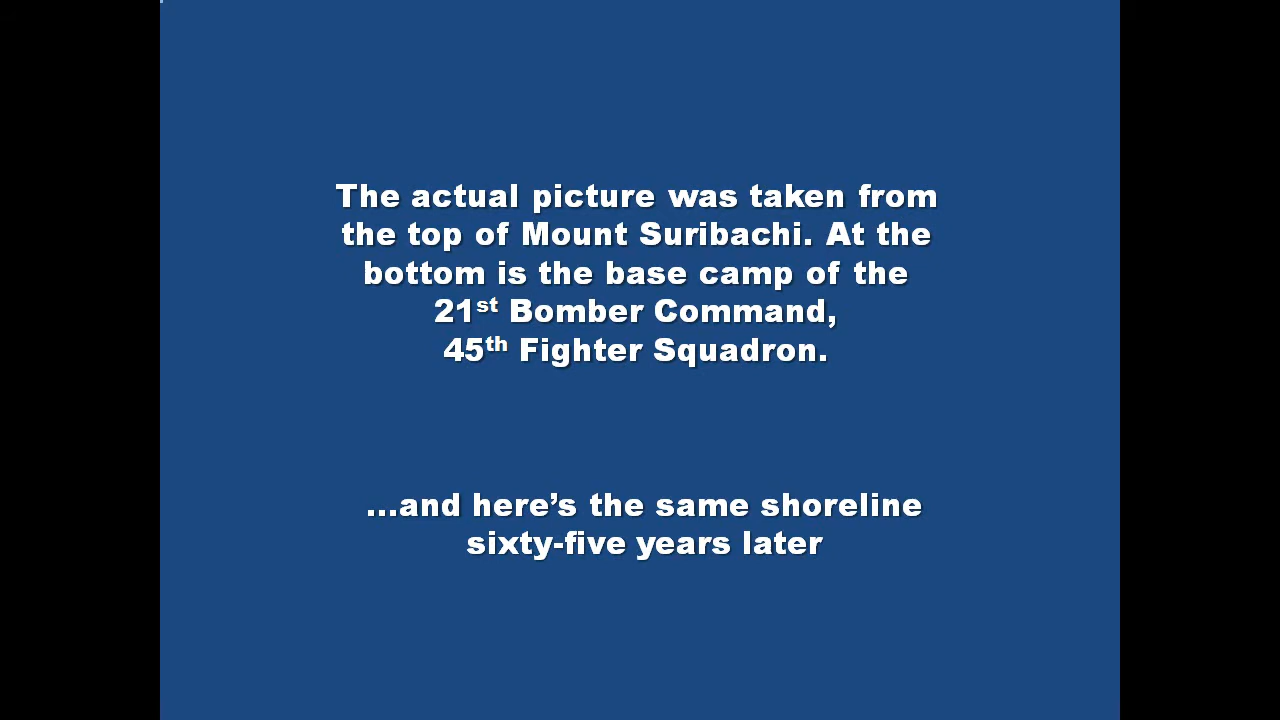 The actual picture was taken from
the top of Mount Suribachi. At the
bottom is the base camp of the
21st Bomber Command,
45th Fighter Squadron.
...and here’s the same shoreline
sixty-five years later